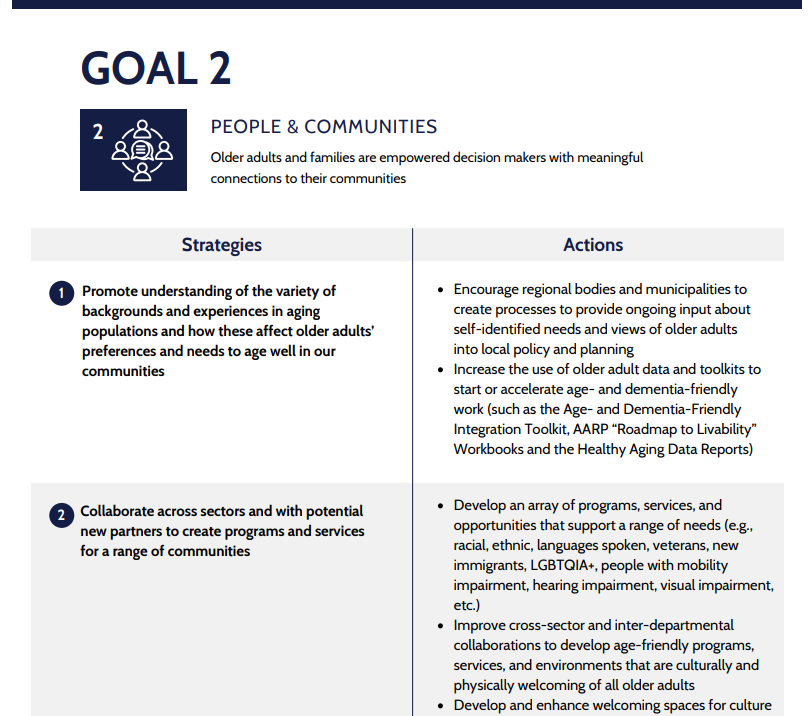 GOAL 2
2
PEOPLE & COMMUNITIES
Older adults and families are empowered decision makers with meaningful
connections to their communities
Strategies
Actions
1
Promote understanding of the variety of
backgrounds and experiences in aging
populations and how these affect older adults’
preferences and needs to age well in our
communities
• Encourage regional bodies and municipalities to
create processes to provide ongoing input about
self-identified needs and views of older adults
into local policy and planning
• Increase the use of older adult data and toolkits to
start or accelerate age- and dementia-friendly
work (such as the Age- and Dementia-Friendly
Integration Toolkit, AARP “Roadmap to Livability”
Workbooks and the Healthy Aging Data Reports)
2
Collaborate across sectors and with potential
new partners to create programs and services
for a range of communities
• Develop an array of programs, services, and
opportunities that support a range of needs (e.g.,
racial, ethnic, languages spoken, veterans, new
immigrants, LGBTQIA+, people with mobility
impairment, hearing impairment, visual impairment,
etc.)
• Improve cross-sector and inter-departmental
collaborations to develop age-friendly programs,
services, and environments that are culturally and
physically welcoming of all older adults
• Develop and enhance welcoming spaces for culture